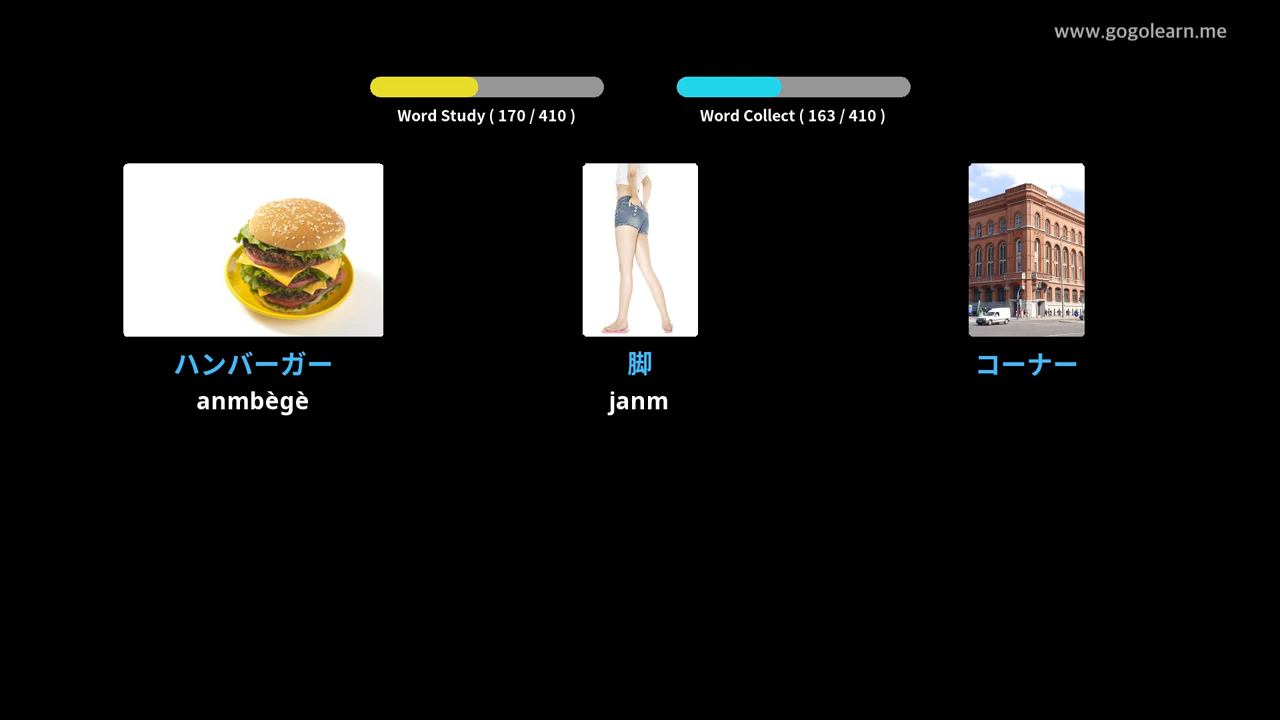 www.gogolearn.me
Word Study ( 170 / 410 )
Word Collect ( 163 / 410 )
ハンバーガー
anmbègè
脚
janm
コーナー